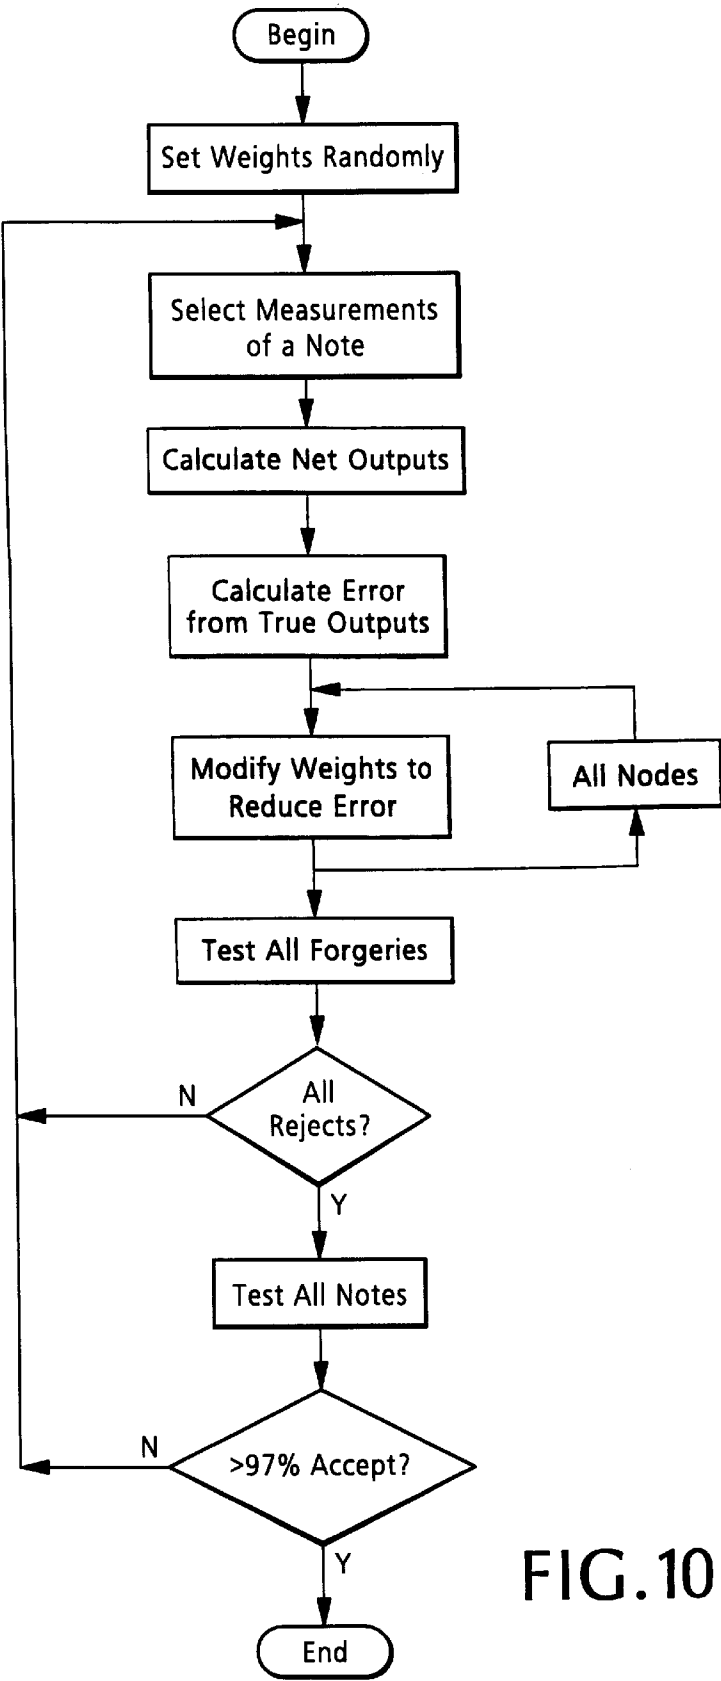 Begin
Set Weights Randomly
Select Measurements
of a Note
Calculate Net Outputs
Calculate Error
from True Outputs
Modify Weights to
Reduce Error
All Nodes
Test All Forgeries
N
All
Rejects?
Y
Test All Notes
N
>97% Accept?
Y
End
FIG.10